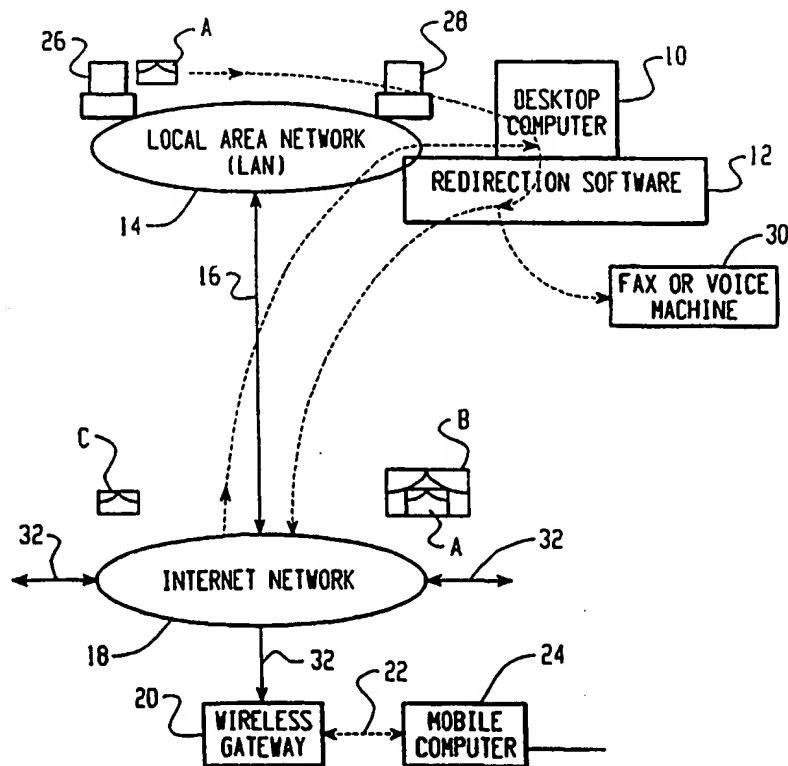 26
A
28
10
DESKTOP
COMPUTER
LOCAL AREA NETWORK
(LAN)
REDIRECTION SOFTWARE
12
14
30
16
FAX OR VOICE
MACHINE
C
B
A
32
32
INTERNET NETWORK
18
32
24
20
WIRELESS
GATEWAY
22
MOBILE
COMPUTER